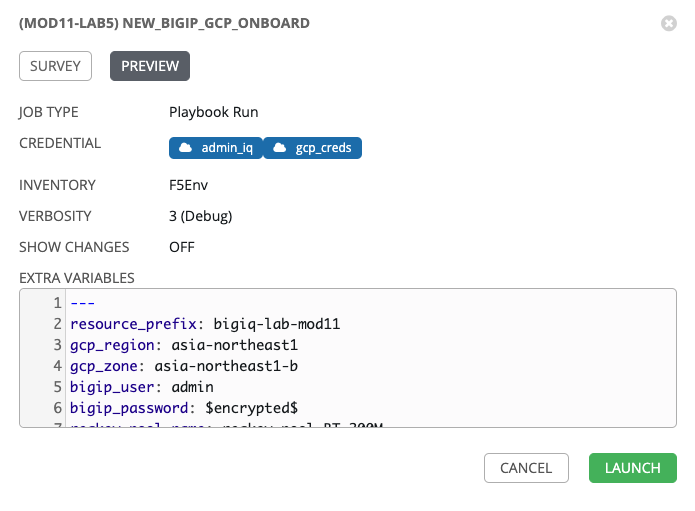 (MOD11-LAB5) NEW_BIGIP_GCP_ONBOARD
SURVEY PREVIEW
JOB TYPE Playbook Run
CREDENTIAL admin_iq gcp_creds
INVENTORY F5Env
VERBOSITY 3 (Debug)
SHOW CHANGES OFF
EXTRA VARIABLES
1 ---
2 resource_prefix: bigiq-lab-mod11
3 gcp_region: asia-northeast1
4 gcp_zone: asia-northeast1-b
5 bigip_user: admin
6 bigip_password: $encrypted$
CANCEL LAUNCH